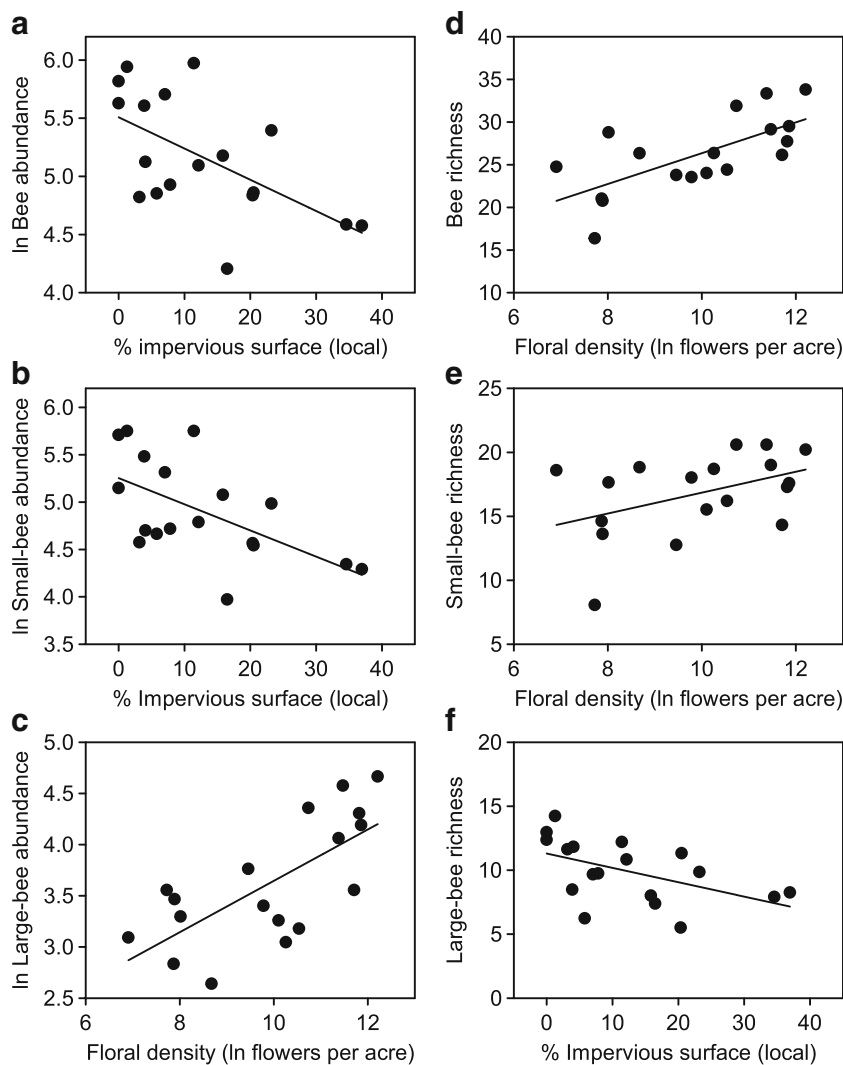 a
6.0
5.5
5.0
4.5
4.0
ln Bee abundance
0 10 20 30 40
% impervious surface (local)
b
6.0
5.5
5.0
4.5
4.0
3.5
ln Small-bee abundance
0 10 20 30 40
% Impervious surface (local)
c
5.0
4.5
4.0
3.5
3.0
2.5
ln Large-bee abundance
6 8 10 12
Floral density (ln flowers per acre)
d
40
35
30
25
20
15
10
Bee richness
6 8 10 12
Floral density (ln flowers per acre)
e
25
20
15
10
5
Small-bee richness
6 8 10 12
Floral density (ln flowers per acre)
f
20
15
10
5
0
Large-bee richness
0 10 20 30 40
% Impervious surface (local)